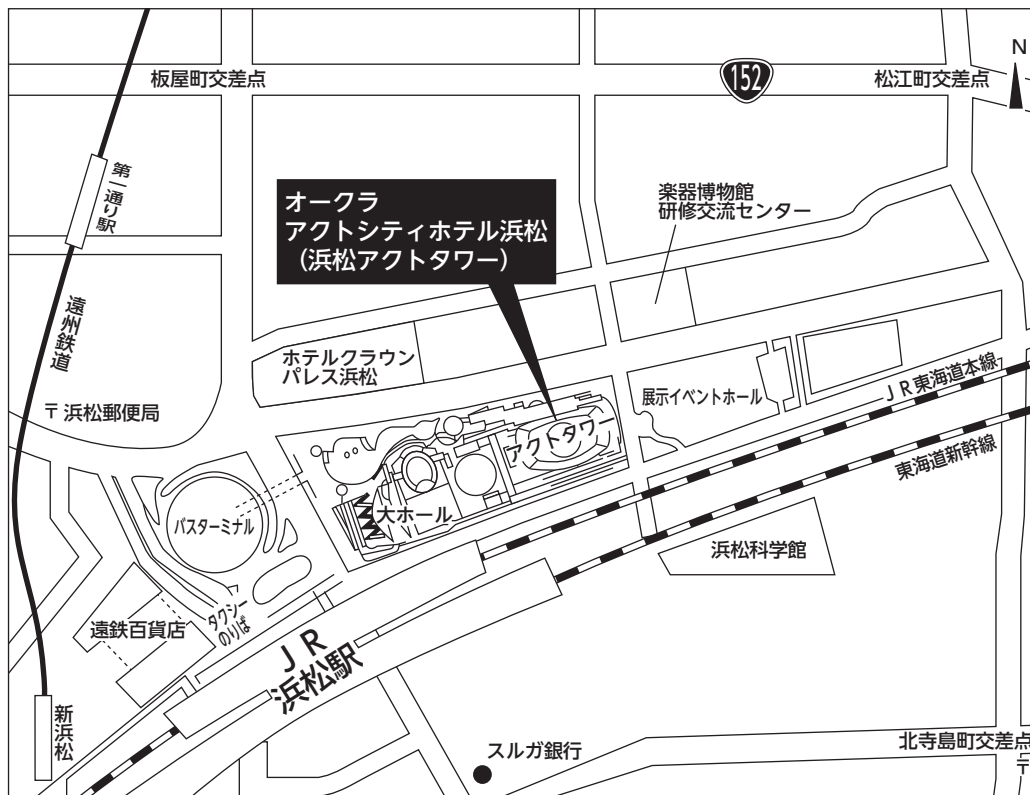 板屋町交差点
152
松江町交差点
N
第一通り駅
オークラ
アクトシティホテル浜松
(浜松アクトタワー)
楽器博物館
研修交流センター
遠州鉄道
ホテルクラウン
パレス浜松
〒浜松郵便局
展示イベントホール
JR東海道本線
アクトタワー
東海道新幹線
大ホール
バスターミナル
浜松科学館
タクシー
のりば
遠鉄百貨店
JR
浜松駅
新浜松
スルガ銀行
北寺島町交差点
〒